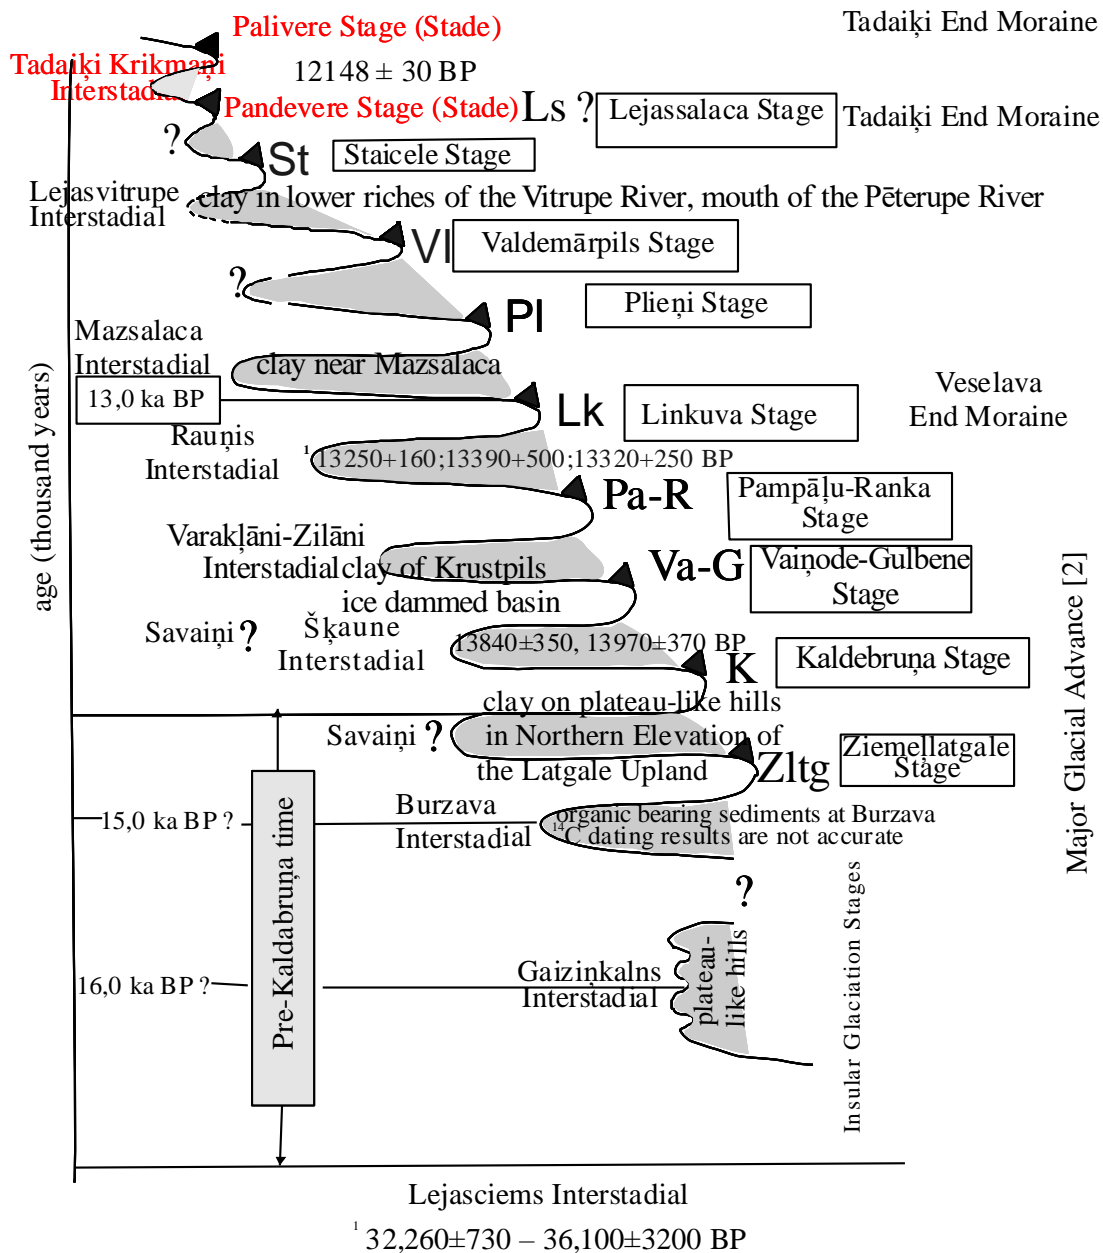 Palivere Stage (Stade)
Tadaiķi End Moraine
Tadaiķi Krikmaņi
Interstadial
12148 ± 30 BP
Pandevere Stage (Stade)
Ls ?
Lejassalaca Stage
Tadaiķi End Moraine
?
St
Staicele Stage
Lejasvitrupe
Interstadial
clay in lower riches of the Vitrupe River, mouth of the Pēterupe River
Vl
Valdemārpils Stage
?
Pl
Plieņi Stage
Mazsalaca
Interstadial
clay near Mazsalaca
13,0 ka BP
Lk
Linkuva Stage
Veselava
End Moraine
Rauņis
Interstadial
¹ 13250+160;13390+500;13320+250 BP
Pa-R
Pampāļu-Ranka
Stage
Varakļāni-Zilāni
Interstadial
clay of Krustpils
ice dammed basin
Va-G
Vaiņode-Gulbene
Stage
age (thousand years)
Savaiņi ?
Šķaune
Interstadial
13840±350, 13970±370 BP
K
Kaldebruņa Stage
clay on plateau-like hills
in Northern Elevation of
the Latgale Upland
Savaiņi ?
Zltg
Ziemeļlatgale
Stage
Major Glacial Advance [2]
15,0 ka BP ?
Burzava
Interstadial
organic bearing sediments at Burzava
¹⁴C dating results are not accurate
?
Pre-Kaldabruņa time
16,0 ka BP ?
Gaiziņkalns
Interstadial
plateau-
like hills
Insular Glaciation Stages
Lejasciems Interstadial
¹ 32,260±730 – 36,100±3200 BP